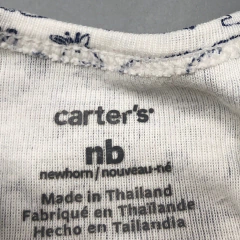 carter's
nb
newborn/nouveau-né
Made in Thailand
Fabriqué en Thaïlande
Hecho en Tailandia